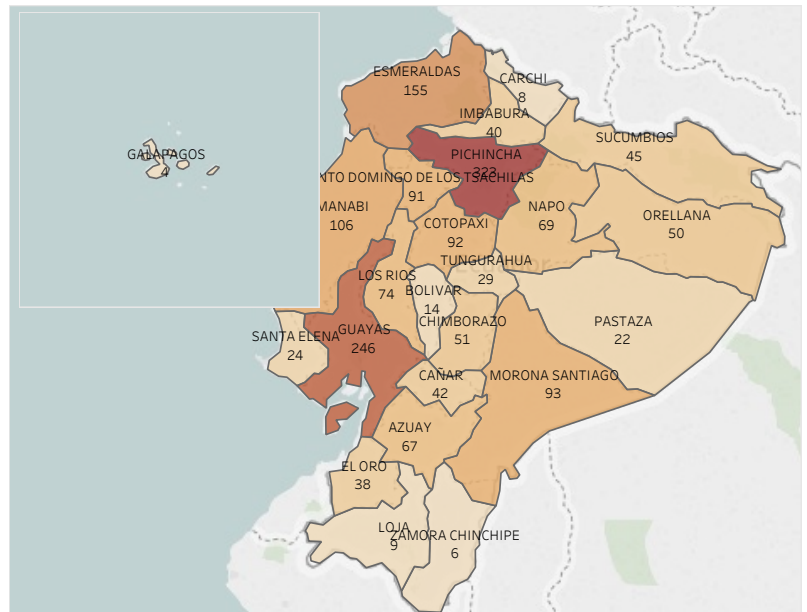 ESMERALDAS
155
CARCHI
8
IMBABURA
40
GALAPAGOS
4
PICHINCHA
323
SUCUMBIOS
45
NTO DOMINGO DE LOS TSACHILAS
91
MANABI
106
NAPO
69
ORELLANA
50
COTOPAXI
92
TUNGURAHUA
29
Ecuador
LOS RIOS
74
BOLIVAR
14
CHIMBORAZO
51
PASTAZA
22
GUAYAS
246
SANTA ELENA
24
CAÑAR
42
MORONA SANTIAGO
93
AZUAY
67
EL ORO
38
LOJA
9
ZAMORA CHINCHIPE
6